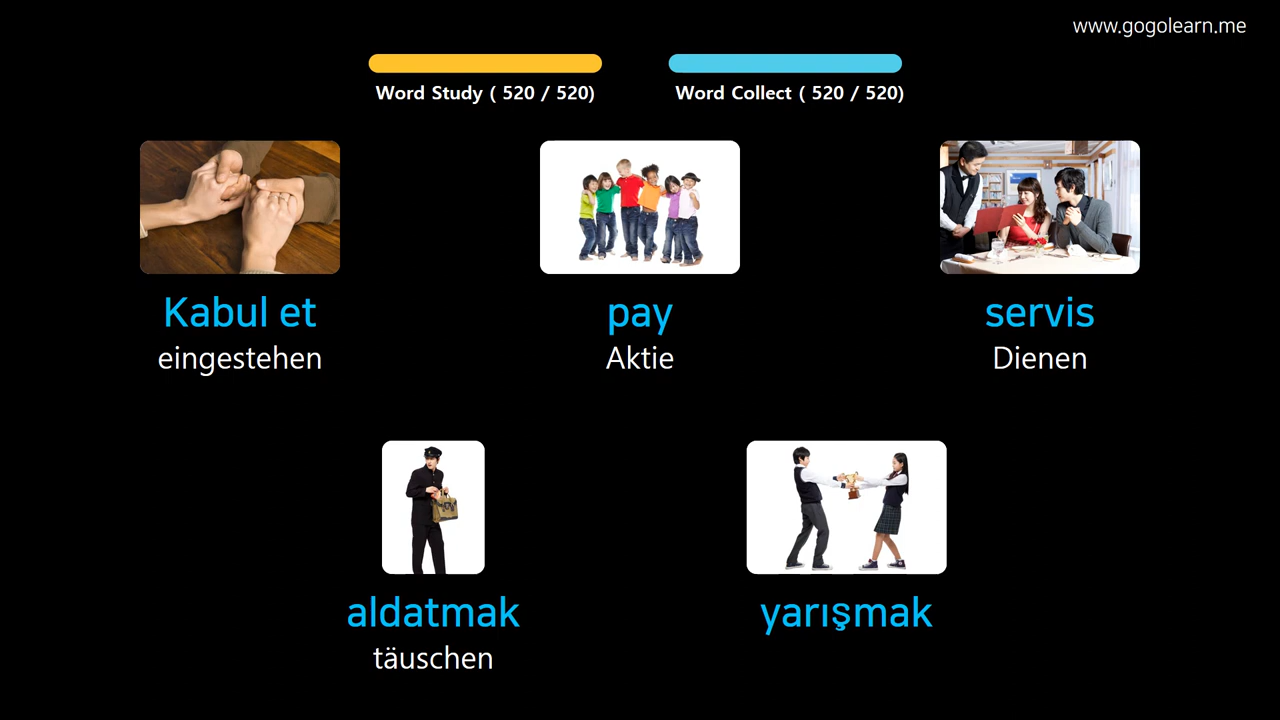 www.gogolearn.me
Word Study ( 520 / 520)
Word Collect ( 520 / 520)
Kabul et
eingestehen
pay
Aktie
servis
Dienen
aldatmak
täuschen
yarışmak